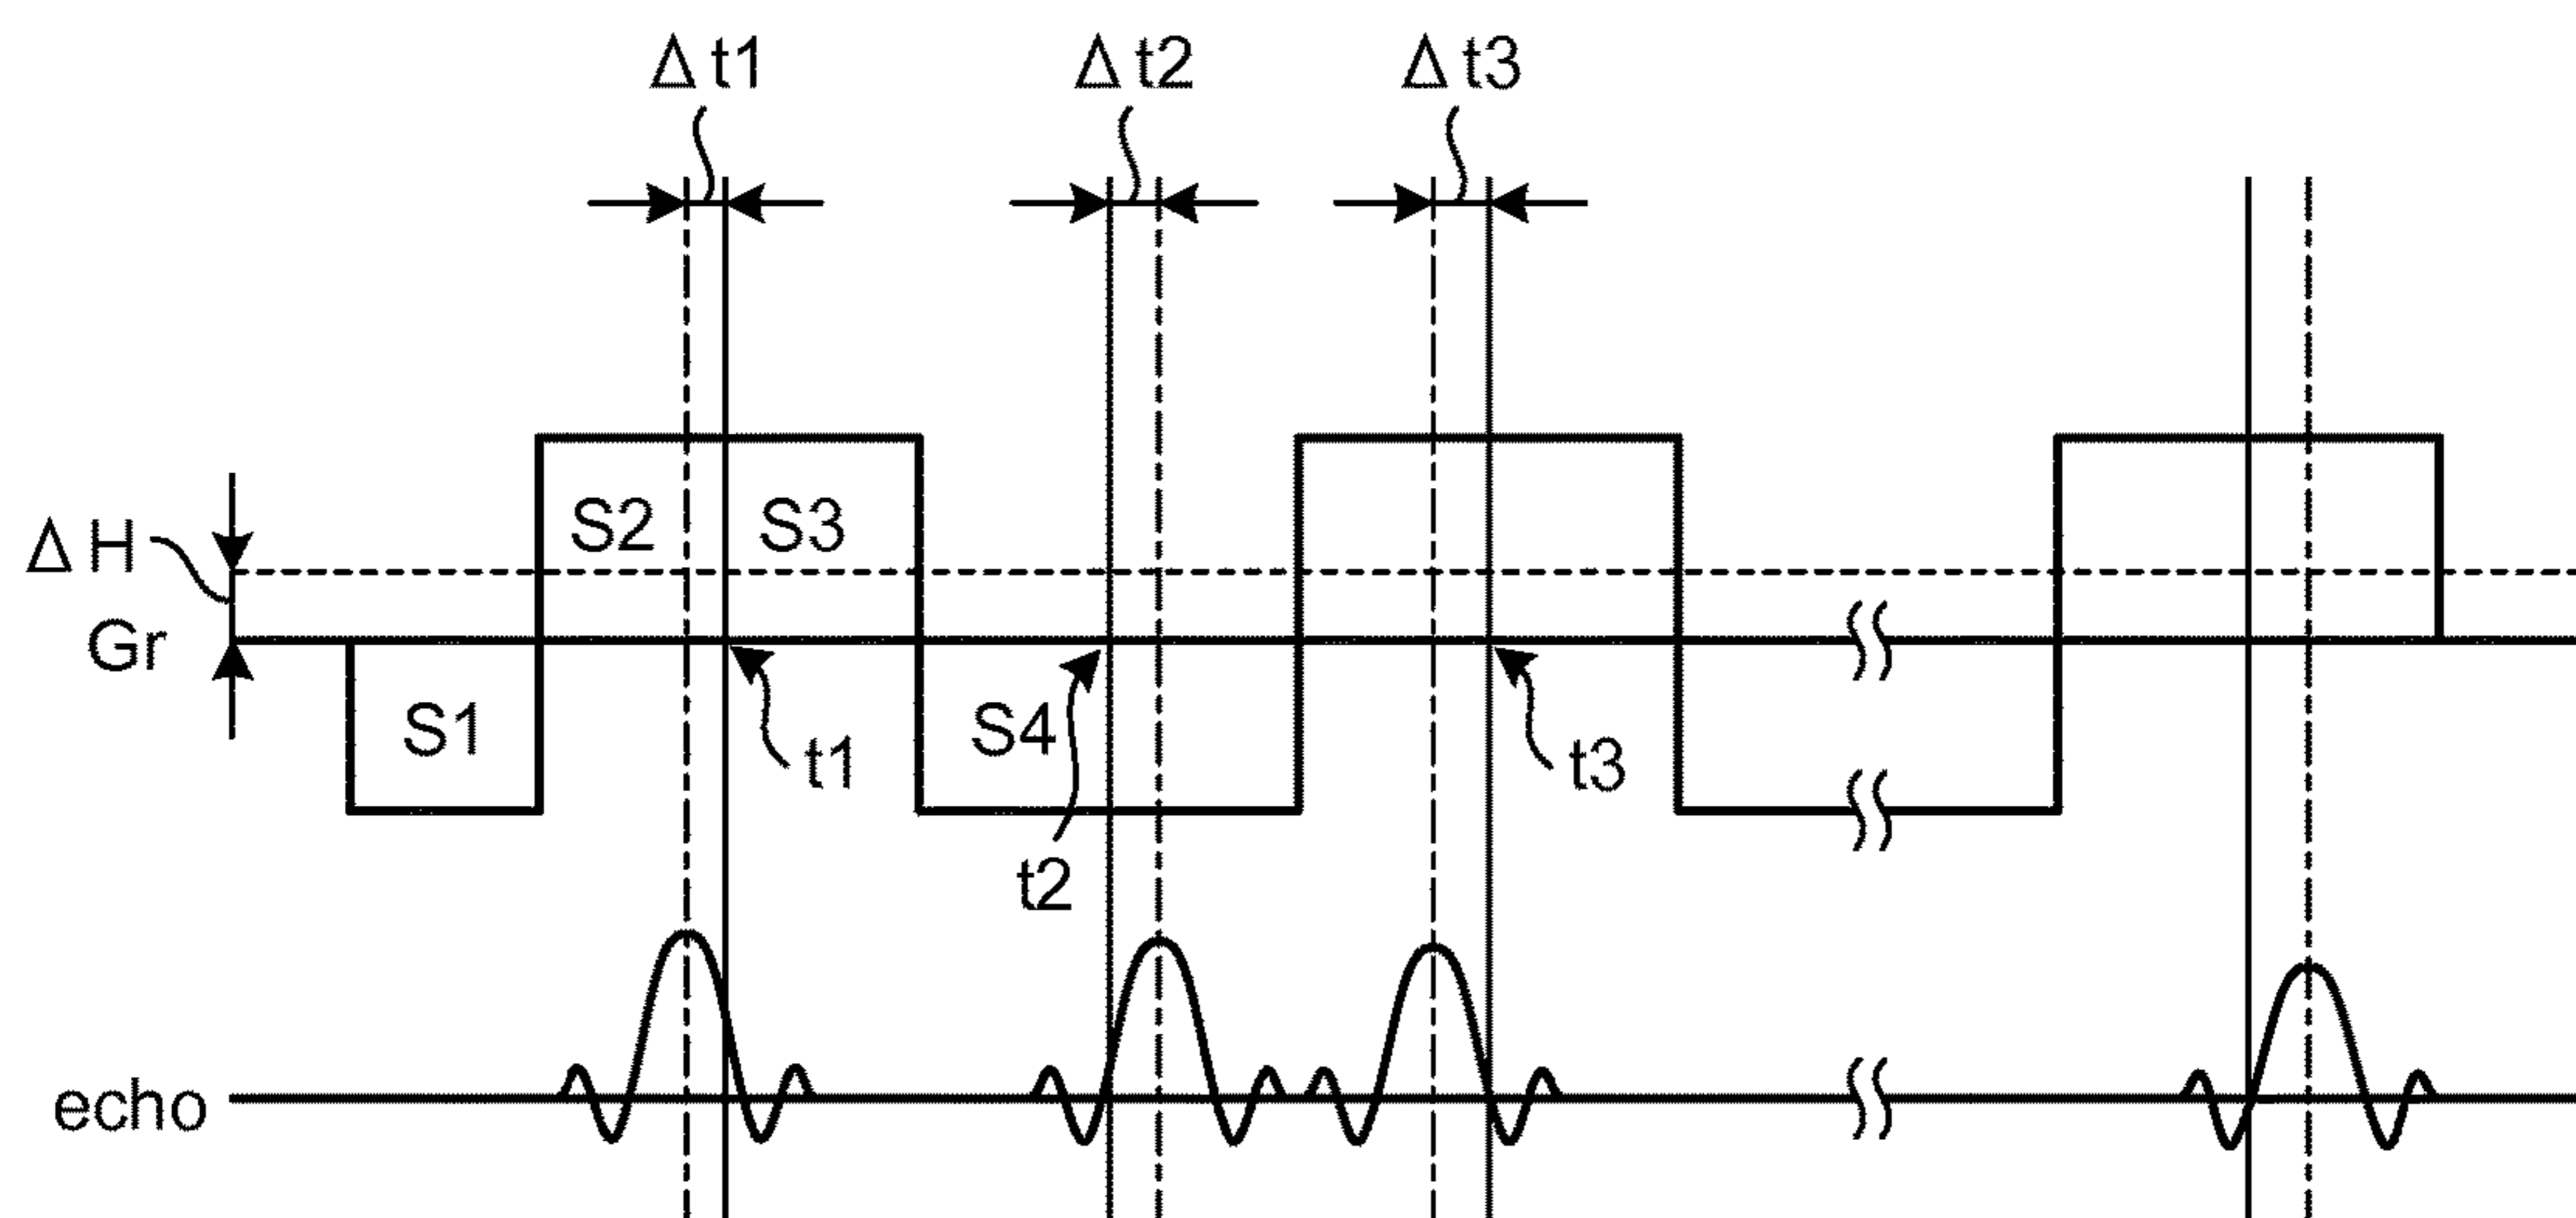 Δt1 Δt2 Δt3
S2 S3
ΔH
Gr
S1 S4
t1 t3
t2
echo